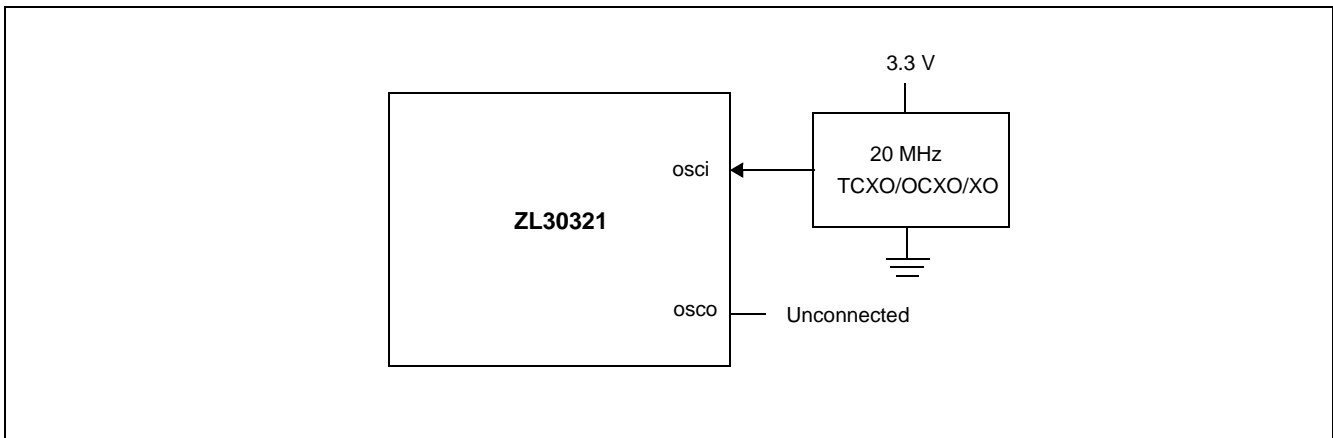 3.3 V
20 MHz
TCXO/OCXO/XO
osci
ZL30321
osco
Unconnected